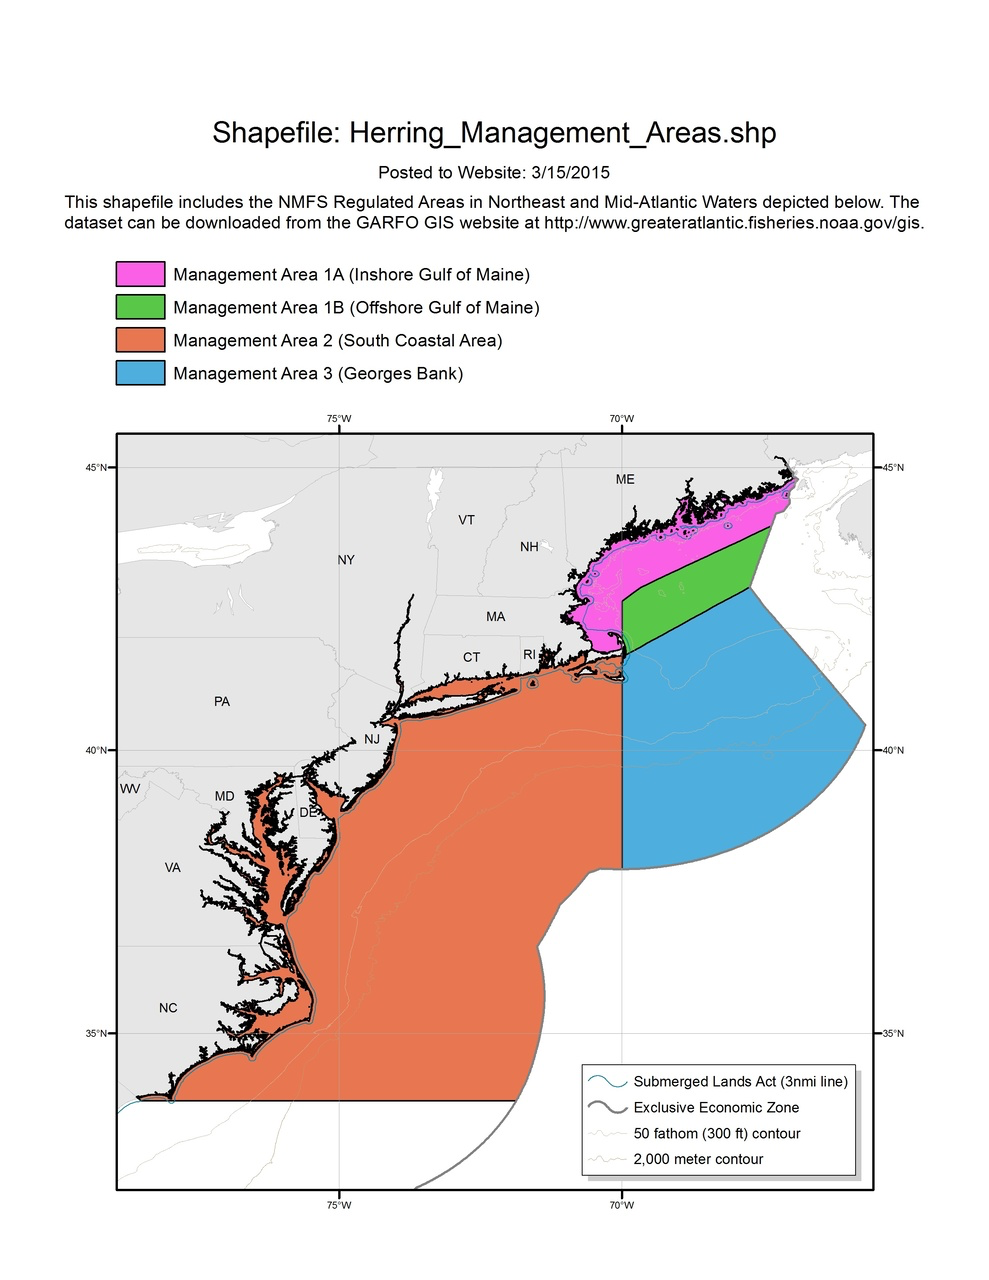 Shapefile: Herring_Management_Areas.shp
Posted to Website: 3/15/2015
This shapefile includes the NMFS Regulated Areas in Northeast and Mid-Atlantic Waters depicted below. The
dataset can be downloaded from the GARFO GIS website at http://www.greateratlantic.fisheries.noaa.gov/gis.
Management Area 1A (Inshore Gulf of Maine)
Management Area 1B (Offshore Gulf of Maine)
Management Area 2 (South Coastal Area)
Management Area 3 (Georges Bank)
75°W 70°W
45°N 45°N
ME
VT
NH
NY
MA
CT RI
PA
NJ
40°N 40°N
WV
MD
DE
VA
NC
35°N 35°N
Submerged Lands Act (3nmi line)
Exclusive Economic Zone
50 fathom (300 ft) contour
2,000 meter contour
75°W 70°W